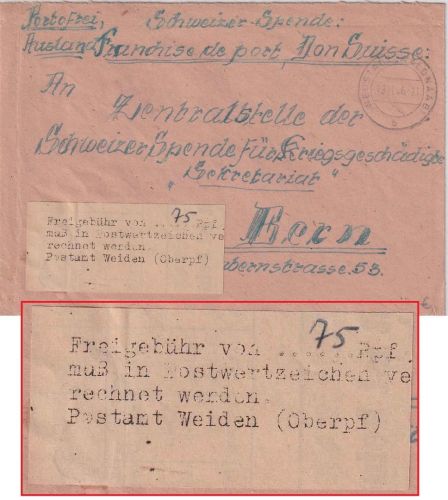 Portofrei, Schweizer-Spende:
Ausland Franchise de port, Don Suisse:
An
Zentralstelle der
Schweizer Spende für Kriegsgeschädigte
„Sekretariat"
Bern
bernstrasse 53.
Freigebühr von ..75..Rpf
muß in Postwertzeichen ve
rechnet werden.
Postamt Weiden (Oberpf)
Freigebühr von ...75...Rpf
muß in Postwertzeichen ve
rechnet werden.
Postamt Weiden (Oberpf)